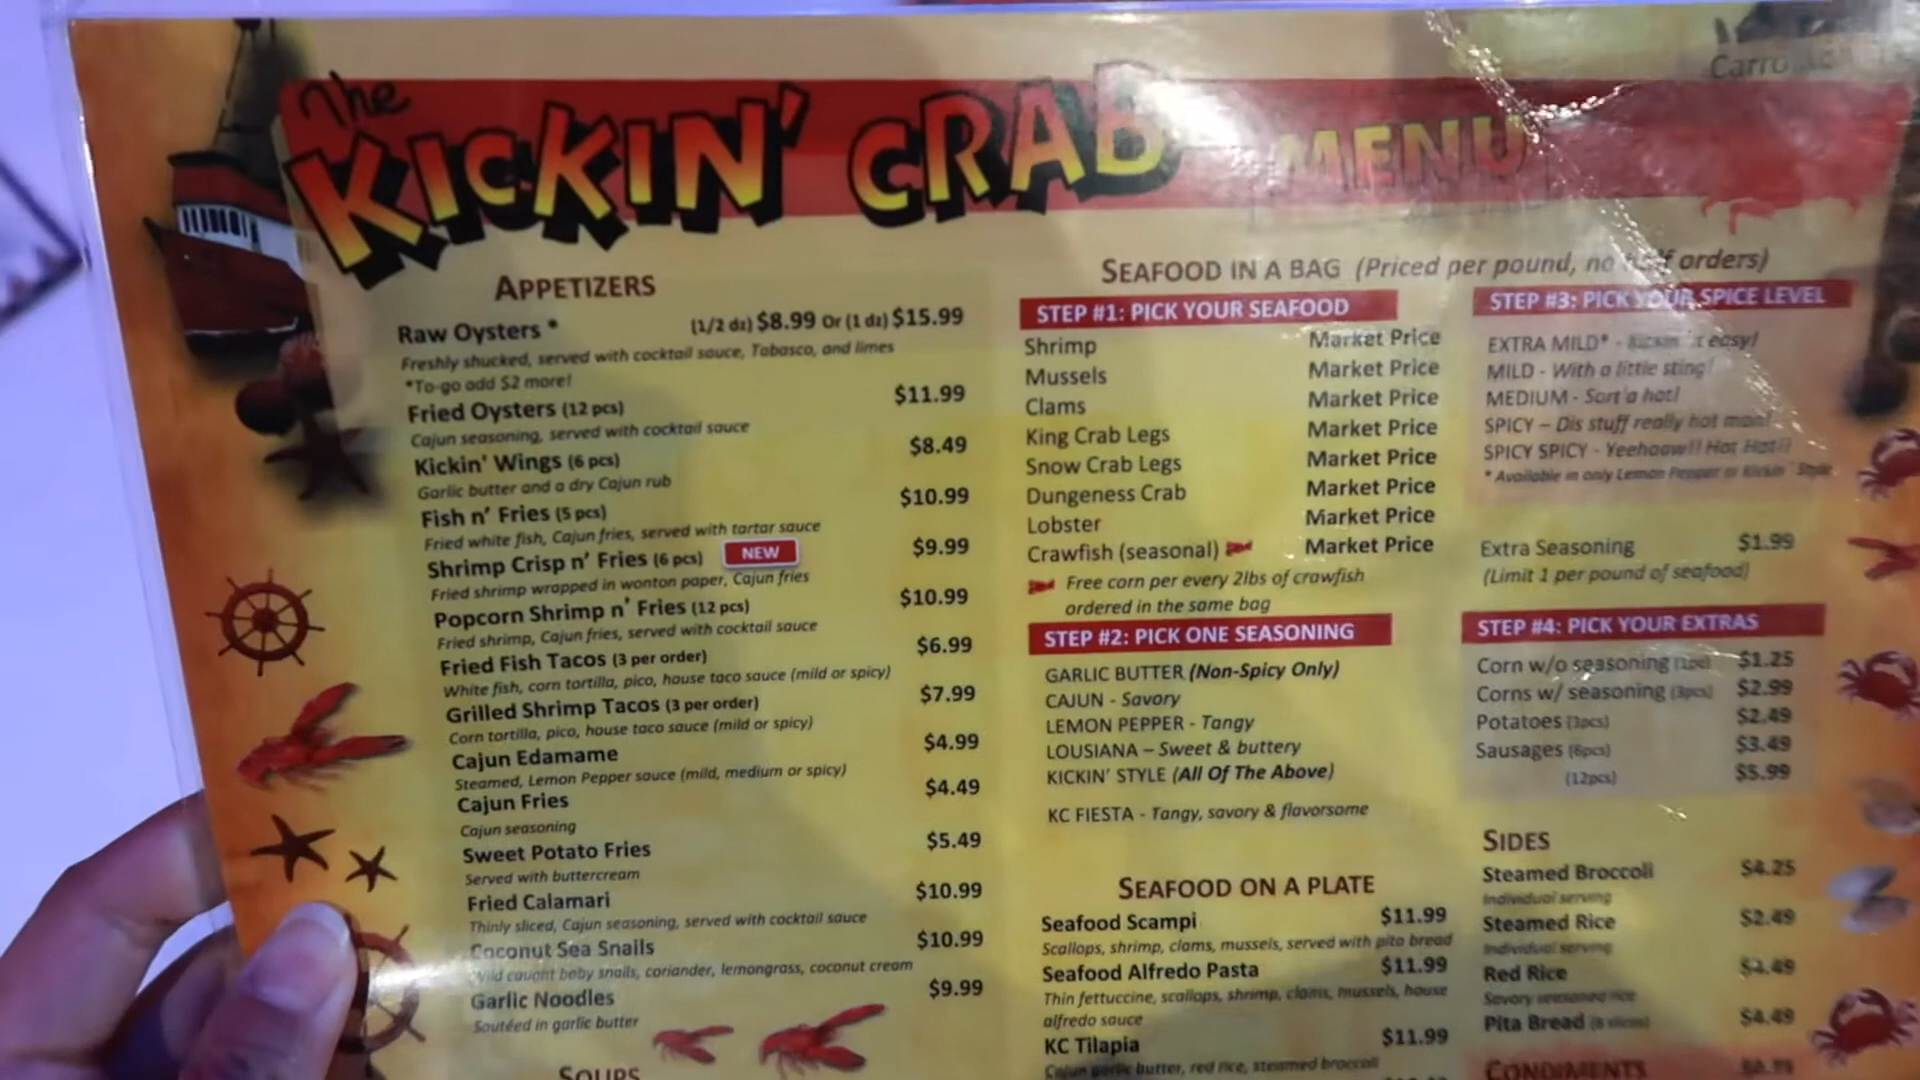 The
KICKIN' CRAB MENU
APPETIZERS
Raw Oysters * (1/2 dz) $8.99 Or (1 dz) $15.99
Freshly shucked, served with cocktail sauce, Tabasco, and limes
*To-go add $2 more!
Fried Oysters (12 pcs) $11.99
Cajun seasoning, served with cocktail sauce
Kickin' Wings (6 pcs) $8.49
Garlic butter and a dry Cajun rub
Fish n' Fries (5 pcs) $10.99
Fried white fish, Cajun fries, served with tartar sauce
Shrimp Crisp n' Fries (6 pcs) NEW $9.99
Fried shrimp wrapped in wonton paper, Cajun fries
Popcorn Shrimp n' Fries (12 pcs) $10.99
Fried shrimp, Cajun fries, served with cocktail sauce
Fried Fish Tacos (3 per order) $6.99
White fish, corn tortilla, pico, house taco sauce (mild or spicy)
Grilled Shrimp Tacos (3 per order) $7.99
Corn tortilla, pico, house taco sauce (mild or spicy)
Cajun Edamame $4.99
Steamed, Lemon Pepper sauce (mild, medium or spicy)
Cajun Fries $4.49
Cajun seasoning
Sweet Potato Fries $5.49
Served with buttercream
Fried Calamari $10.99
Thinly sliced, Cajun seasoning, served with cocktail sauce
Coconut Sea Snails $10.99
Wild caught baby snails, coriander, lemongrass, coconut cream
Garlic Noodles $9.99
Sautéed in garlic butter
SOUPS
SEAFOOD IN A BAG (Priced per pound, no half orders)
STEP #1: PICK YOUR SEAFOOD
Shrimp Market Price
Mussels Market Price
Clams Market Price
King Crab Legs Market Price
Snow Crab Legs Market Price
Dungeness Crab Market Price
Lobster Market Price
Crawfish (seasonal) Market Price
Free corn per every 2lbs of crawfish
ordered in the same bag
STEP #2: PICK ONE SEASONING
GARLIC BUTTER (Non-Spicy Only)
CAJUN - Savory
LEMON PEPPER - Tangy
LOUSIANA – Sweet & buttery
KICKIN' STYLE (All Of The Above)
KC FIESTA - Tangy, savory & flavorsome
SEAFOOD ON A PLATE
Seafood Scampi $11.99
Scallops, shrimp, clams, mussels, served with pita bread
Seafood Alfredo Pasta $11.99
Thin fettuccine, scallops, shrimp, clams, mussels, house
alfredo sauce
KC Tilapia $11.99
Cajun garlic butter, red rice, steamed broccoli
STEP #3: PICK YOUR SPICE LEVEL
EXTRA MILD* - Kickin' it easy!
MILD - With a little sting!
MEDIUM - Sort'a hot!
SPICY – Dis stuff really hot man!
SPICY SPICY - Yeehaaw!! Hot Hot!!
* Available in only Lemon Pepper or Kickin' Style
Extra Seasoning $1.99
(Limit 1 per pound of seafood)
STEP #4: PICK YOUR EXTRAS
Corn w/o seasoning (1pc) $1.25
Corns w/ seasoning (3pcs) $2.99
Potatoes (3pcs) $2.49
Sausages (6pcs) $3.49
(12pcs) $5.99
SIDES
Steamed Broccoli $4.25
Individual serving
Steamed Rice $2.49
Individual serving
Red Rice
Savory seasoned rice
Pita Bread (8 slices) $4.49
CONDIMENTS